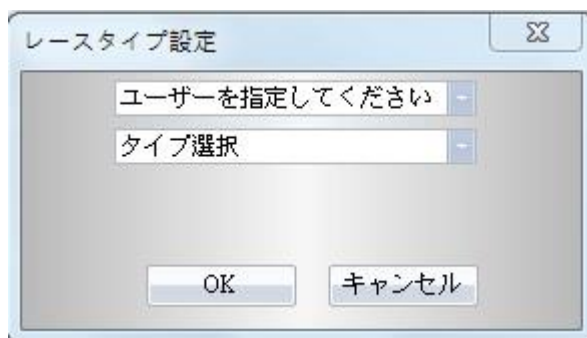 レースタイプ設定
ユーザーを指定してください
タイプ選択
OK キャンセル